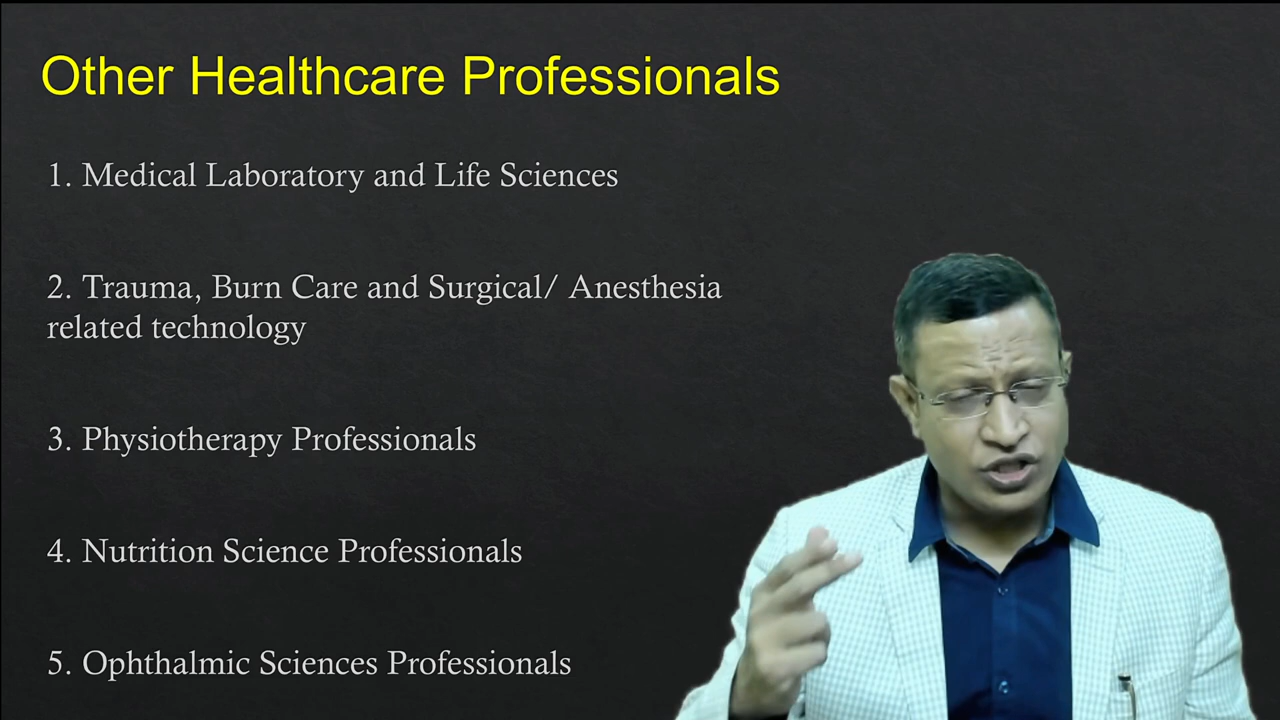 Other Healthcare Professionals
1. Medical Laboratory and Life Sciences
2. Trauma, Burn Care and Surgical/ Anesthesia
related technology
3. Physiotherapy Professionals
4. Nutrition Science Professionals
5. Ophthalmic Sciences Professionals